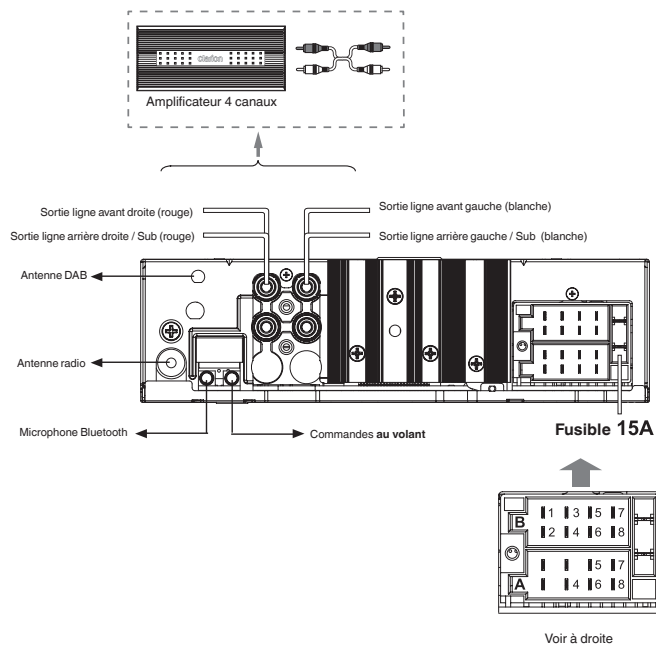 clarion
Amplificateur 4 canaux
Sortie ligne avant droite (rouge)
Sortie ligne avant gauche (blanche)
Sortie ligne arrière droite / Sub (rouge)
Sortie ligne arrière gauche / Sub (blanche)
Antenne DAB
Antenne radio
Microphone Bluetooth
Commandes au volant
Fusible 15A
B 1 3 5 7
2 4 6 8
5 7
A 4 6 8
Voir à droite